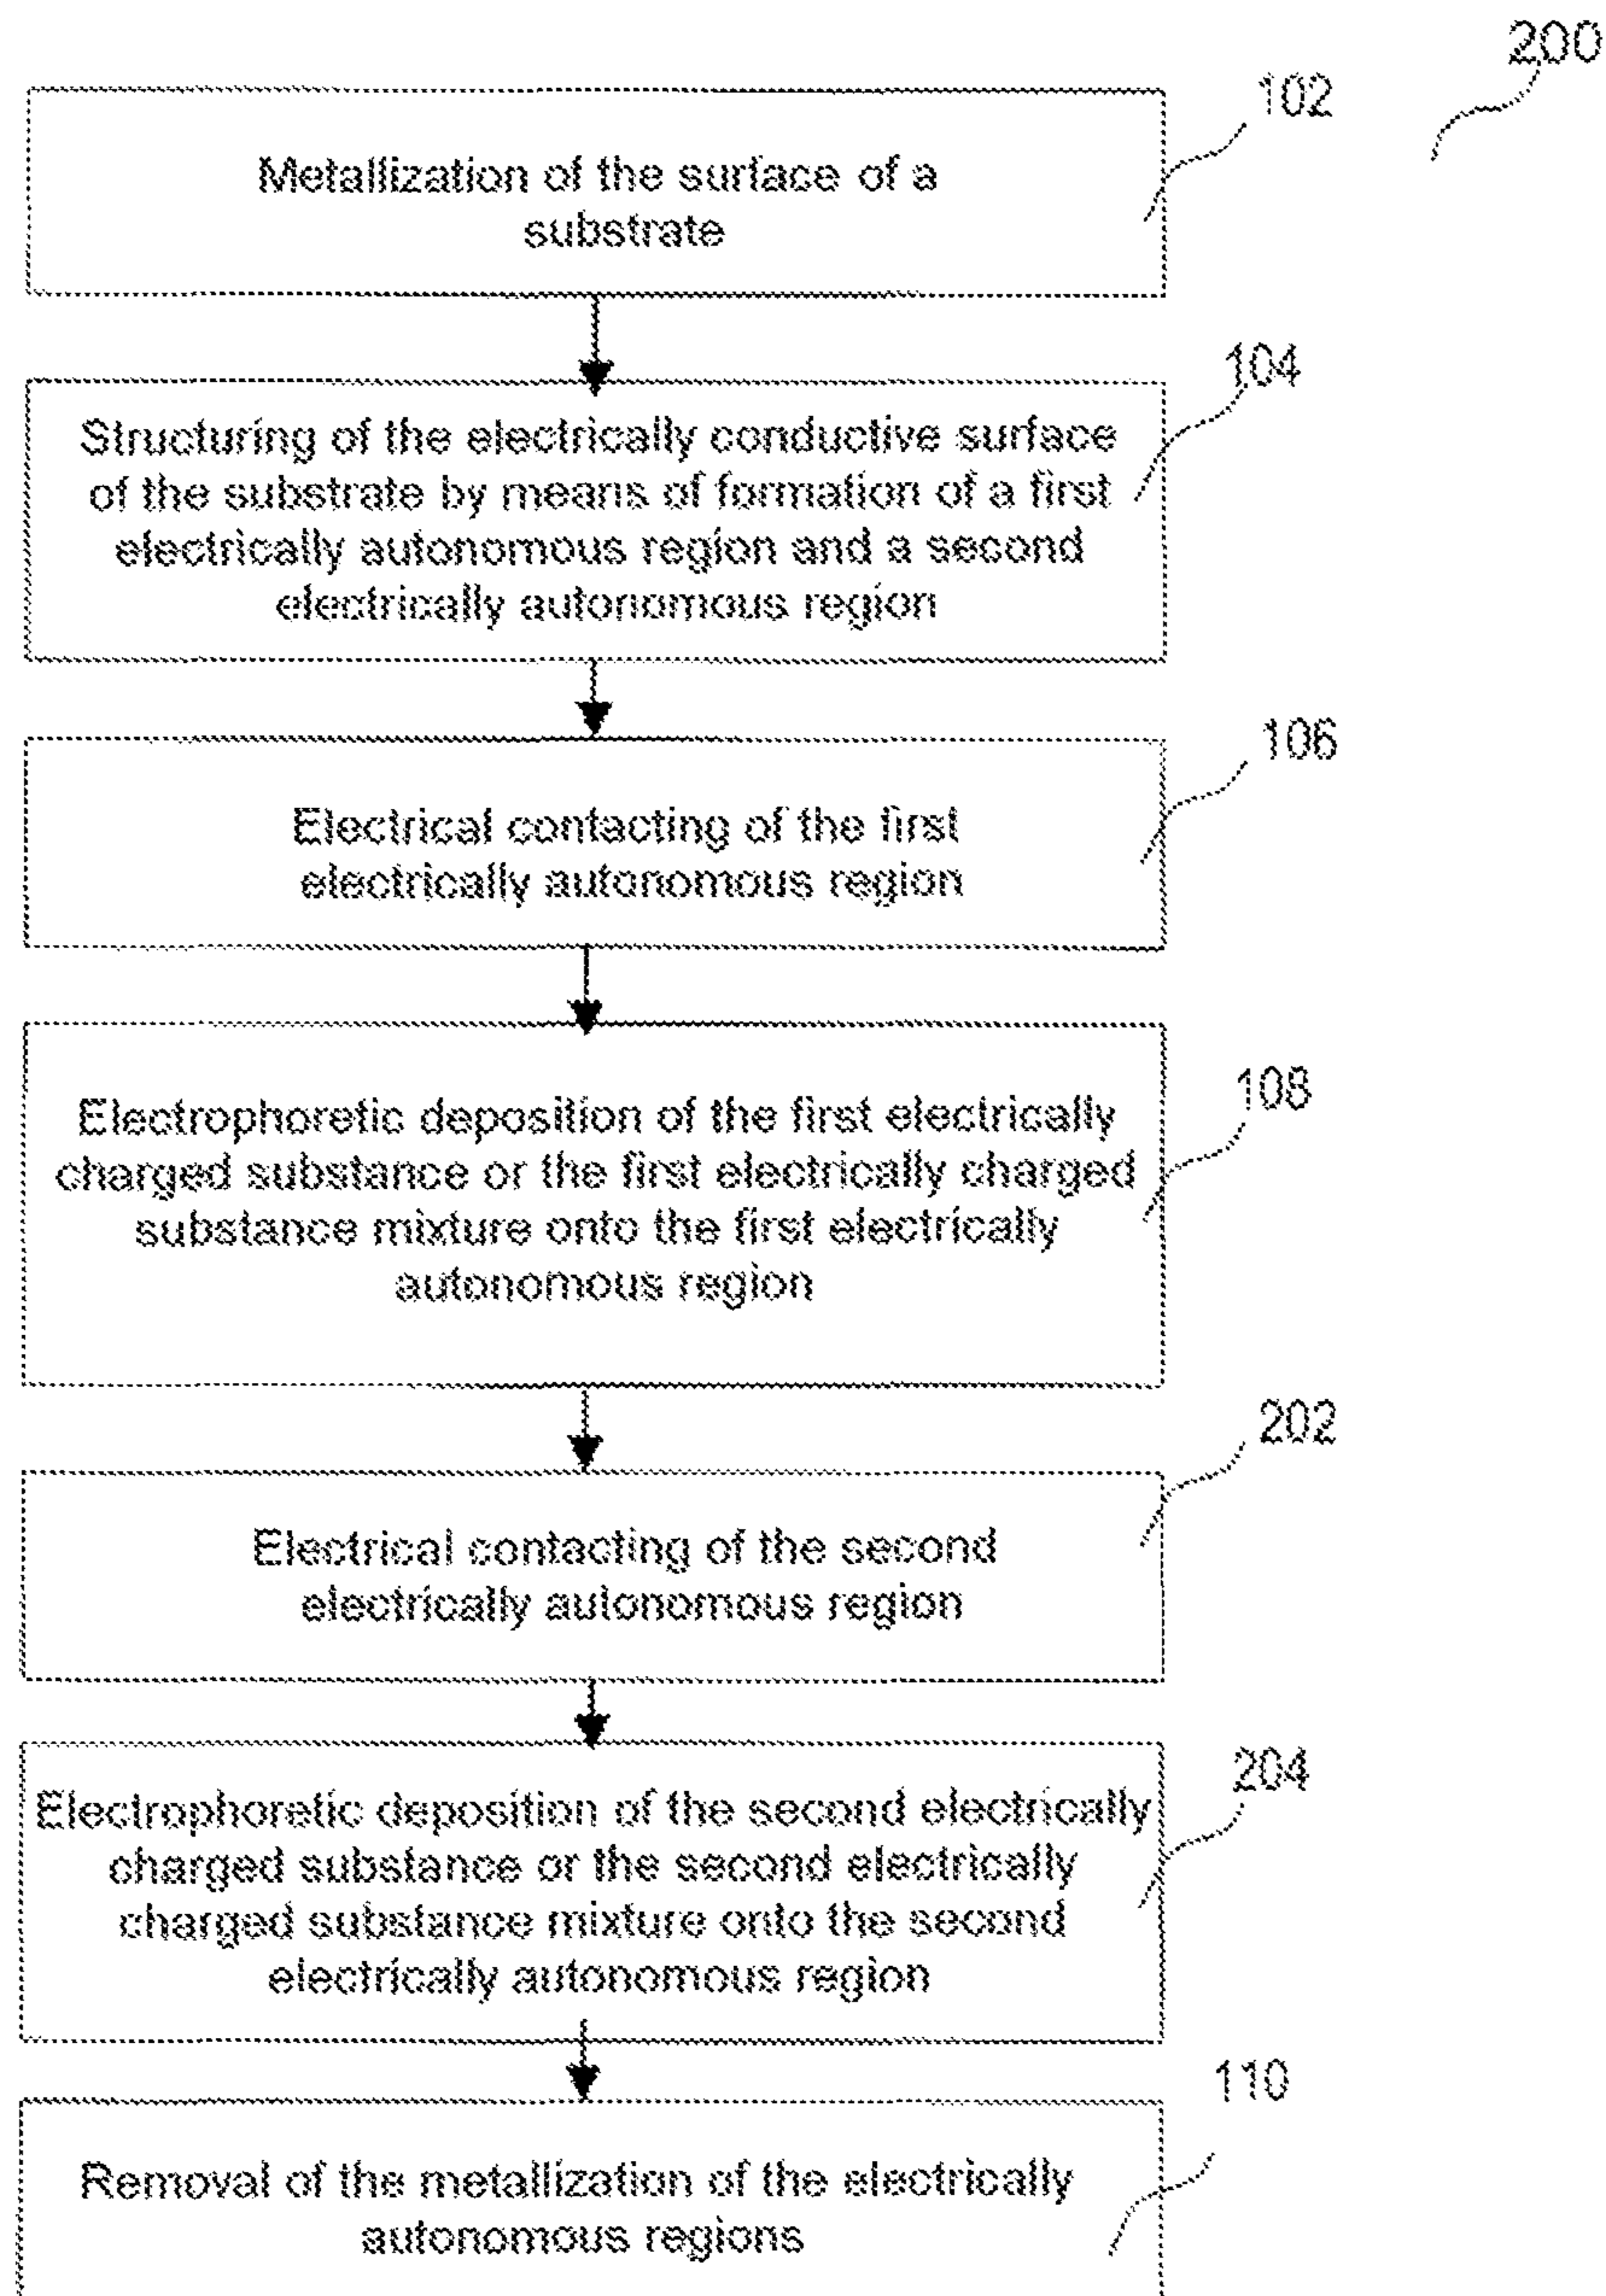 200
102
Metallization of the surface of a
substrate
104
Structuring of the electrically conductive surface
of the substrate by means of formation of a first
electrically autonomous region and a second
electrically autonomous region
106
Electrical contacting of the first
electrically autonomous region
108
Electrophoretic deposition of the first electrically
charged substance or the first electrically charged
substance mixture onto the first electrically
autonomous region
202
Electrical contacting of the second
electrically autonomous region
204
Electrophoretic deposition of the second electrically
charged substance or the second electrically
charged substance mixture onto the second
electrically autonomous region
110
Removal of the metallization of the electrically
autonomous regions